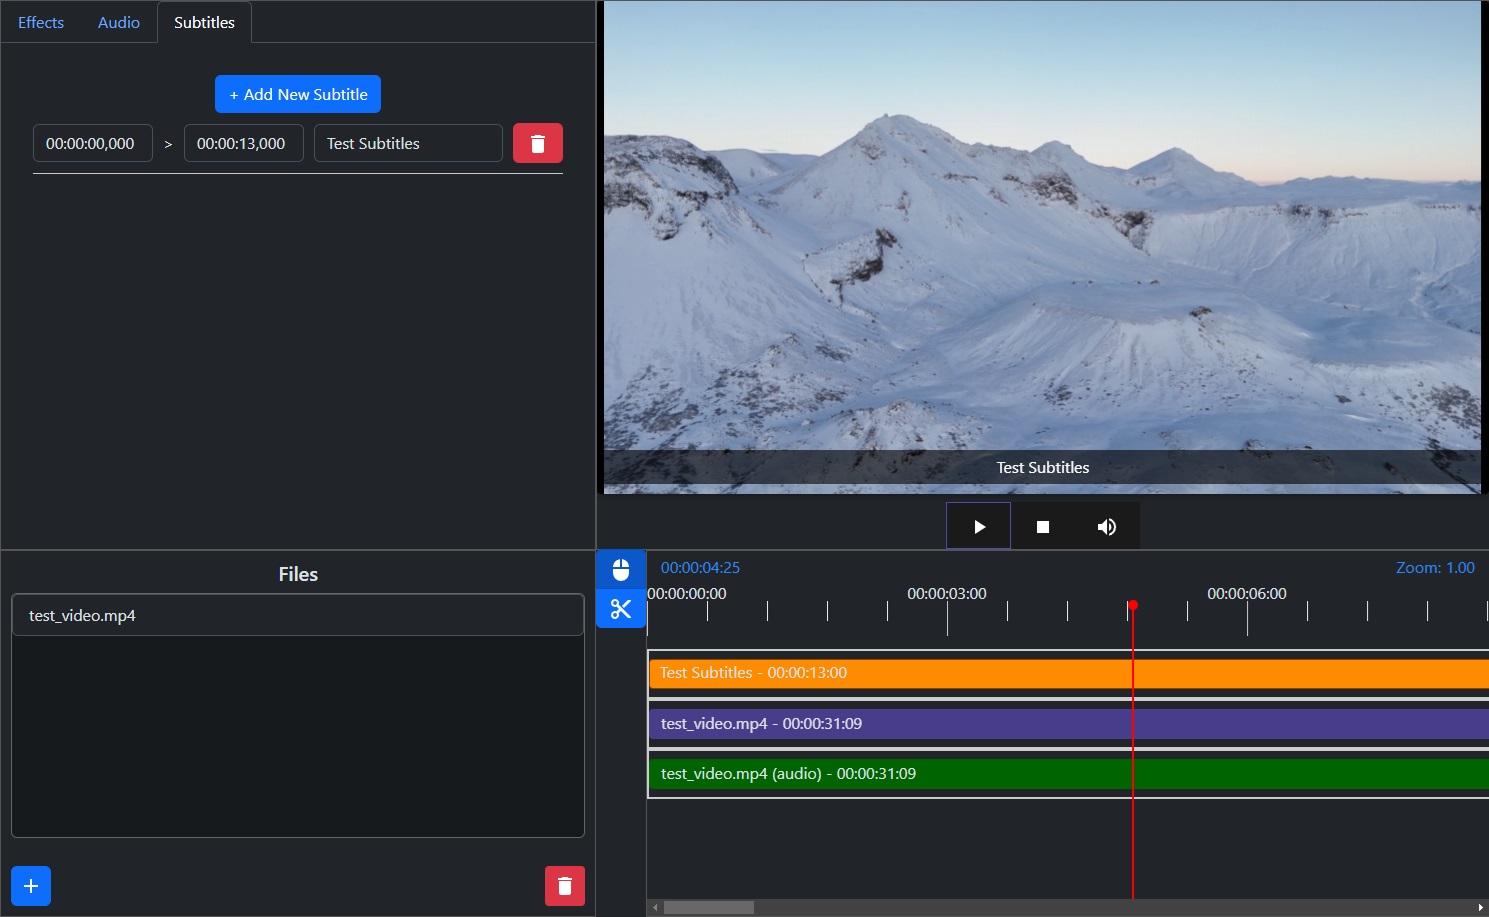 Effects Audio Subtitles
+ Add New Subtitle
00:00:00,000 > 00:00:13,000 Test Subtitles
Test Subtitles
Files
test_video.mp4
00:00:04:25 Zoom: 1.00
00:00:00:00 00:00:03:00 00:00:06:00
Test Subtitles - 00:00:13:00
test_video.mp4 - 00:00:31:09
test_video.mp4 (audio) - 00:00:31:09